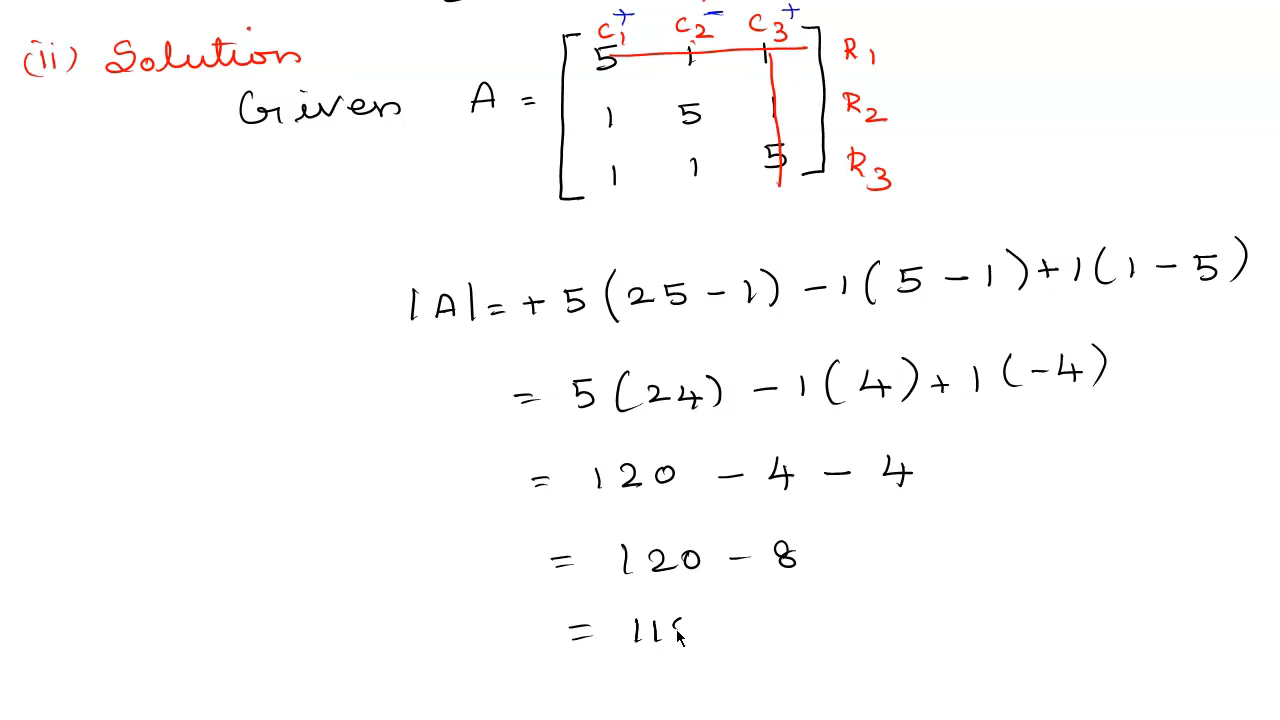 C1+ C2- C3+
(ii) Solution
Given A = [ 5 1 1 R1
1 5 1 R2
1 1 5 ] R3
|A| = + 5 ( 25 - 1 ) - 1 ( 5 - 1 ) + 1 ( 1 - 5 )
= 5 ( 24 ) - 1 ( 4 ) + 1 ( -4 )
= 120 - 4 - 4
= 120 - 8
= 11